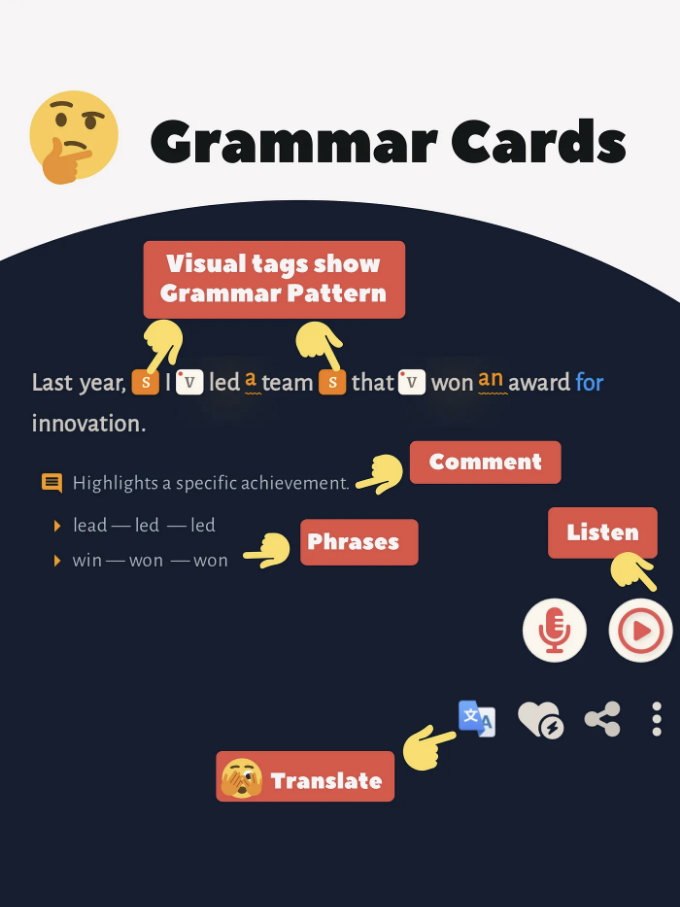 Grammar Cards
Visual tags show
Grammar Pattern
Last year, S I V led a team S that V won an award for
innovation.
Comment
Highlights a specific achievement.
lead — led — led
Phrases
Listen
win — won — won
文 A
Translate